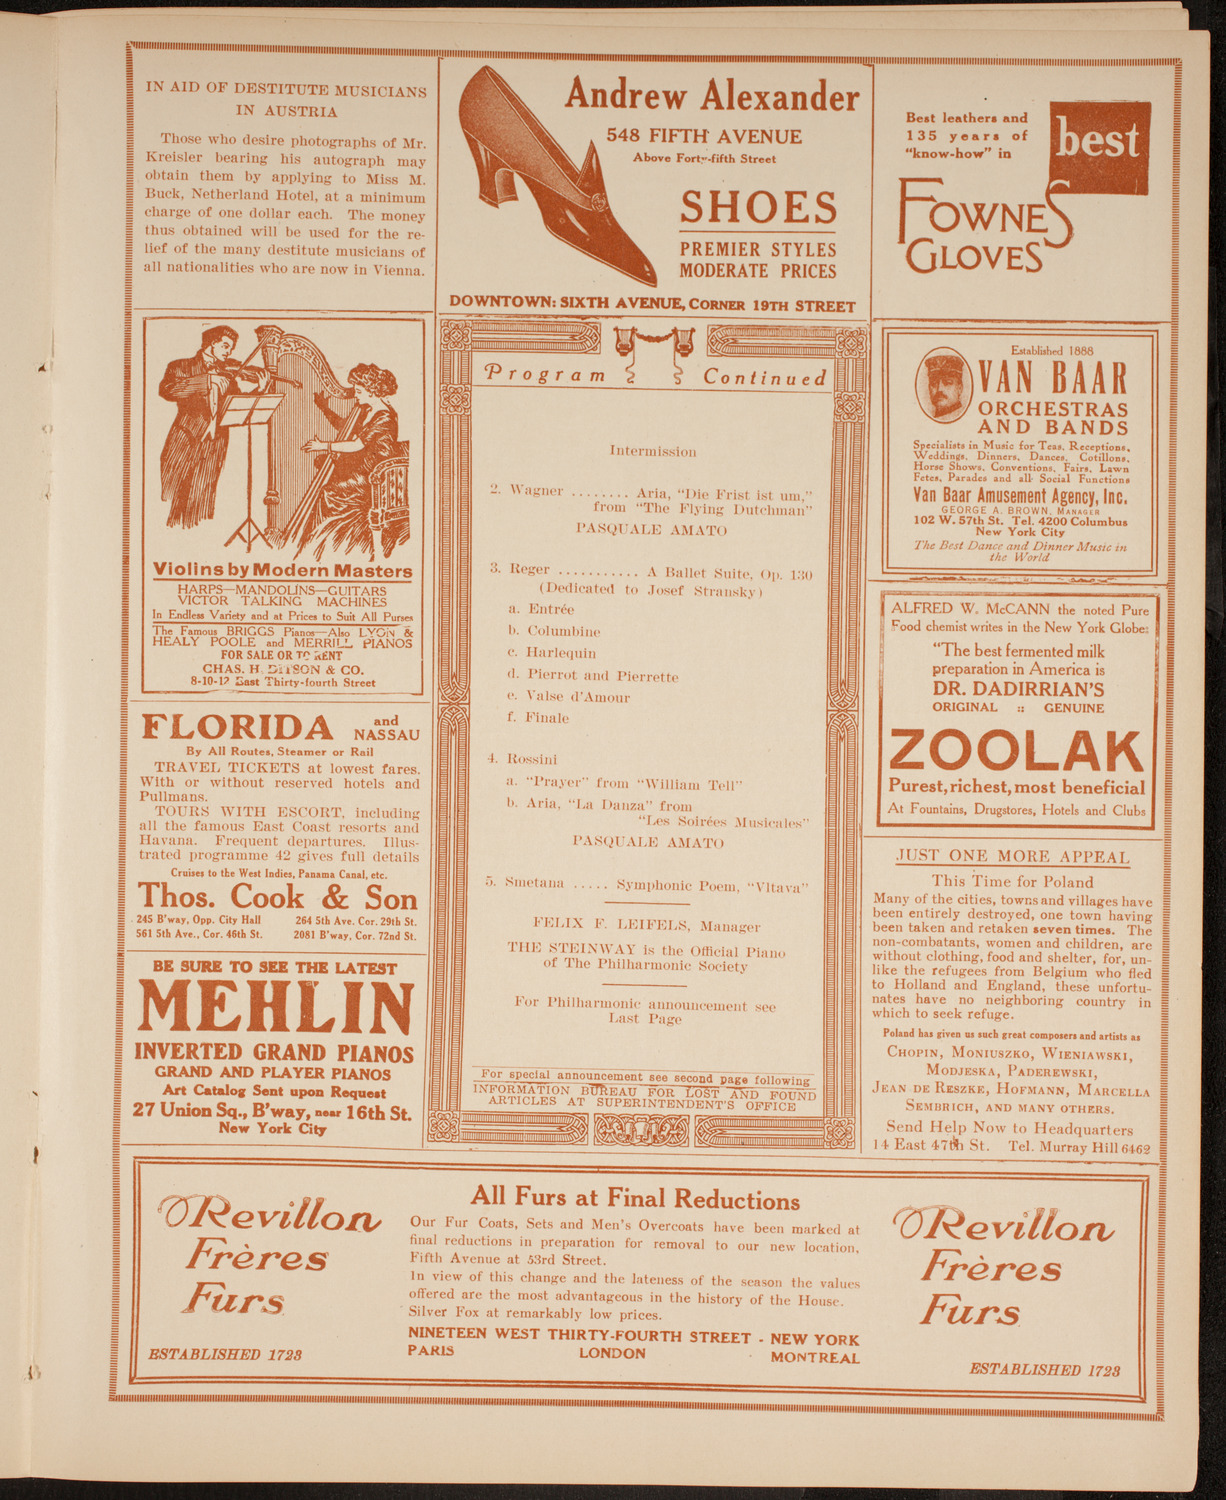 IN AID OF DESTITUTE MUSICIANS
IN AUSTRIA
Those who desire photographs of Mr.
Kreisler bearing his autograph may
obtain them by applying to Miss M.
Buck, Netherland Hotel, at a minimum
charge of one dollar each. The money
thus obtained will be used for the re-
lief of the many destitute musicians of
all nationalities who are now in Vienna.
Andrew Alexander
548 FIFTH AVENUE
Above Forty-fifth Street
SHOES
PREMIER STYLES
MODERATE PRICES
DOWNTOWN: SIXTH AVENUE, CORNER 19TH STREET
Best leathers and
135 years of
"know-how" in
best
FOWNES
GLOVES
Violins by Modern Masters
HARPS—MANDOLINS—GUITARS
VICTOR TALKING MACHINES
In Endless Variety and at Prices to Suit All Purses
The Famous BRIGGS Pianos—Also LYON &
HEALY POOLE and MERRILL PIANOS
FOR SALE OR TO RENT
CHAS. H. DITSON & CO.
8-10-12 East Thirty-fourth Street
FLORIDA and
NASSAU
By All Routes, Steamer or Rail
TRAVEL TICKETS at lowest fares.
With or without reserved hotels and
Pullmans.
TOURS WITH ESCORT, including
all the famous East Coast resorts and
Havana. Frequent departures. Illus-
trated programme 42 gives full details
Cruises to the West Indies, Panama Canal, etc.
Thos. Cook & Son
245 B'way, Opp. City Hall 264 5th Ave. Cor. 29th St.
561 5th Ave., Cor. 46th St. 2081 B'way, Cor. 72nd St.
BE SURE TO SEE THE LATEST
MEHLIN
INVERTED GRAND PIANOS
GRAND AND PLAYER PIANOS
Art Catalog Sent upon Request
27 Union Sq., B'way, near 16th St.
New York City
Program Continued
Intermission
2. Wagner ........ Aria, "Die Frist ist um,"
from "The Flying Dutchman"
PASQUALE AMATO
3. Reger ........... A Ballet Suite, Op. 130
(Dedicated to Josef Stransky)
a. Entrée
b. Columbine
c. Harlequin
d. Pierrot and Pierrette
e. Valse d'Amour
f. Finale
4. Rossini
a. "Prayer" from "William Tell"
b. Aria, "La Danza" from
"Les Soirées Musicales"
PASQUALE AMATO
5. Smetana ..... Symphonic Poem, "Vltava"
FELIX F. LEIFELS, Manager
THE STEINWAY is the Official Piano
of The Philharmonic Society
For Philharmonic announcement see
Last Page
For special announcement see second page following
INFORMATION BUREAU FOR LOST AND FOUND
ARTICLES AT SUPERINTENDENT'S OFFICE
Established 1888
VAN BAAR
ORCHESTRAS
AND BANDS
Specialists in Music for Teas, Receptions,
Weddings, Dinners, Dances, Cotillons,
Horse Shows, Conventions, Fairs, Lawn
Fetes, Parades and all Social Functions
Van Baar Amusement Agency, Inc.
GEORGE A. BROWN, MANAGER
102 W. 57th St. Tel. 4200 Columbus
New York City
The Best Dance and Dinner Music in
the World
ALFRED W. McCANN the noted Pure
Food chemist writes in the New York Globe:
"The best fermented milk
preparation in America is
DR. DADIRRIAN'S
ORIGINAL :: GENUINE
ZOOLAK
Purest, richest, most beneficial
At Fountains, Drugstores, Hotels and Clubs
JUST ONE MORE APPEAL
This Time for Poland
Many of the cities, towns and villages have
been entirely destroyed, one town having
been taken and retaken seven times. The
non-combatants, women and children, are
without clothing, food and shelter, for, un-
like the refugees from Belgium who fled
to Holland and England, these unfortu-
nates have no neighboring country in
which to seek refuge.
Poland has given us such great composers and artists as
CHOPIN, MONIUSZKO, WIENIAWSKI,
MODJESKA, PADEREWSKI,
JEAN DE RESZKE, HOFMANN, MARCELLA
SEMBRICH, AND MANY OTHERS.
Send Help Now to Headquarters
14 East 47th St. Tel. Murray Hill 6462
Revillon
Frères
Furs
ESTABLISHED 1723
All Furs at Final Reductions
Our Fur Coats, Sets and Men's Overcoats have been marked at
final reductions in preparation for removal to our new location,
Fifth Avenue at 53rd Street.
In view of this change and the lateness of the season the values
offered are the most advantageous in the history of the House.
Silver Fox at remarkably low prices.
NINETEEN WEST THIRTY-FOURTH STREET - NEW YORK
PARIS LONDON MONTREAL
Revillon
Frères
Furs
ESTABLISHED 1723